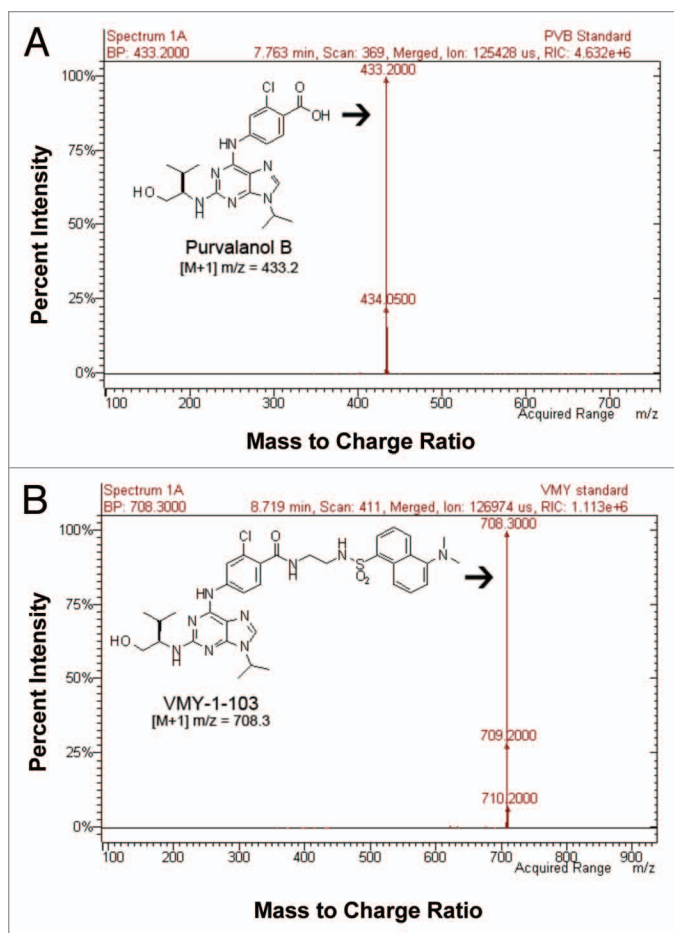 A
Spectrum 1A PVB Standard
BP: 433.2000 7.763 min, Scan: 369, Merged, Ion: 125428 us, RIC: 4.632e+6
433.2000
100%
75%
50%
25%
0%
Percent Intensity
Cl
O
OH
HN
N
N
HO
N
H
N
N
Purvalanol B
[M+1] m/z = 433.2
434.0500
100 200 300 400 500 600 700
Acquired Range m/z
Mass to Charge Ratio
B
Spectrum 1A VMY standard
BP: 708.3000 8.719 min, Scan: 411, Merged, Ion: 126974 us, RIC: 1.113e+6
708.3000
100%
75%
50%
25%
0%
Percent Intensity
Cl
O
N
H
H
N
S
O2
N
HN
N
N
HO
N
H
N
N
VMY-1-103
[M+1] m/z = 708.3
709.2000
710.2000
100 200 300 400 500 600 700 800 900
Acquired Range m/z
Mass to Charge Ratio